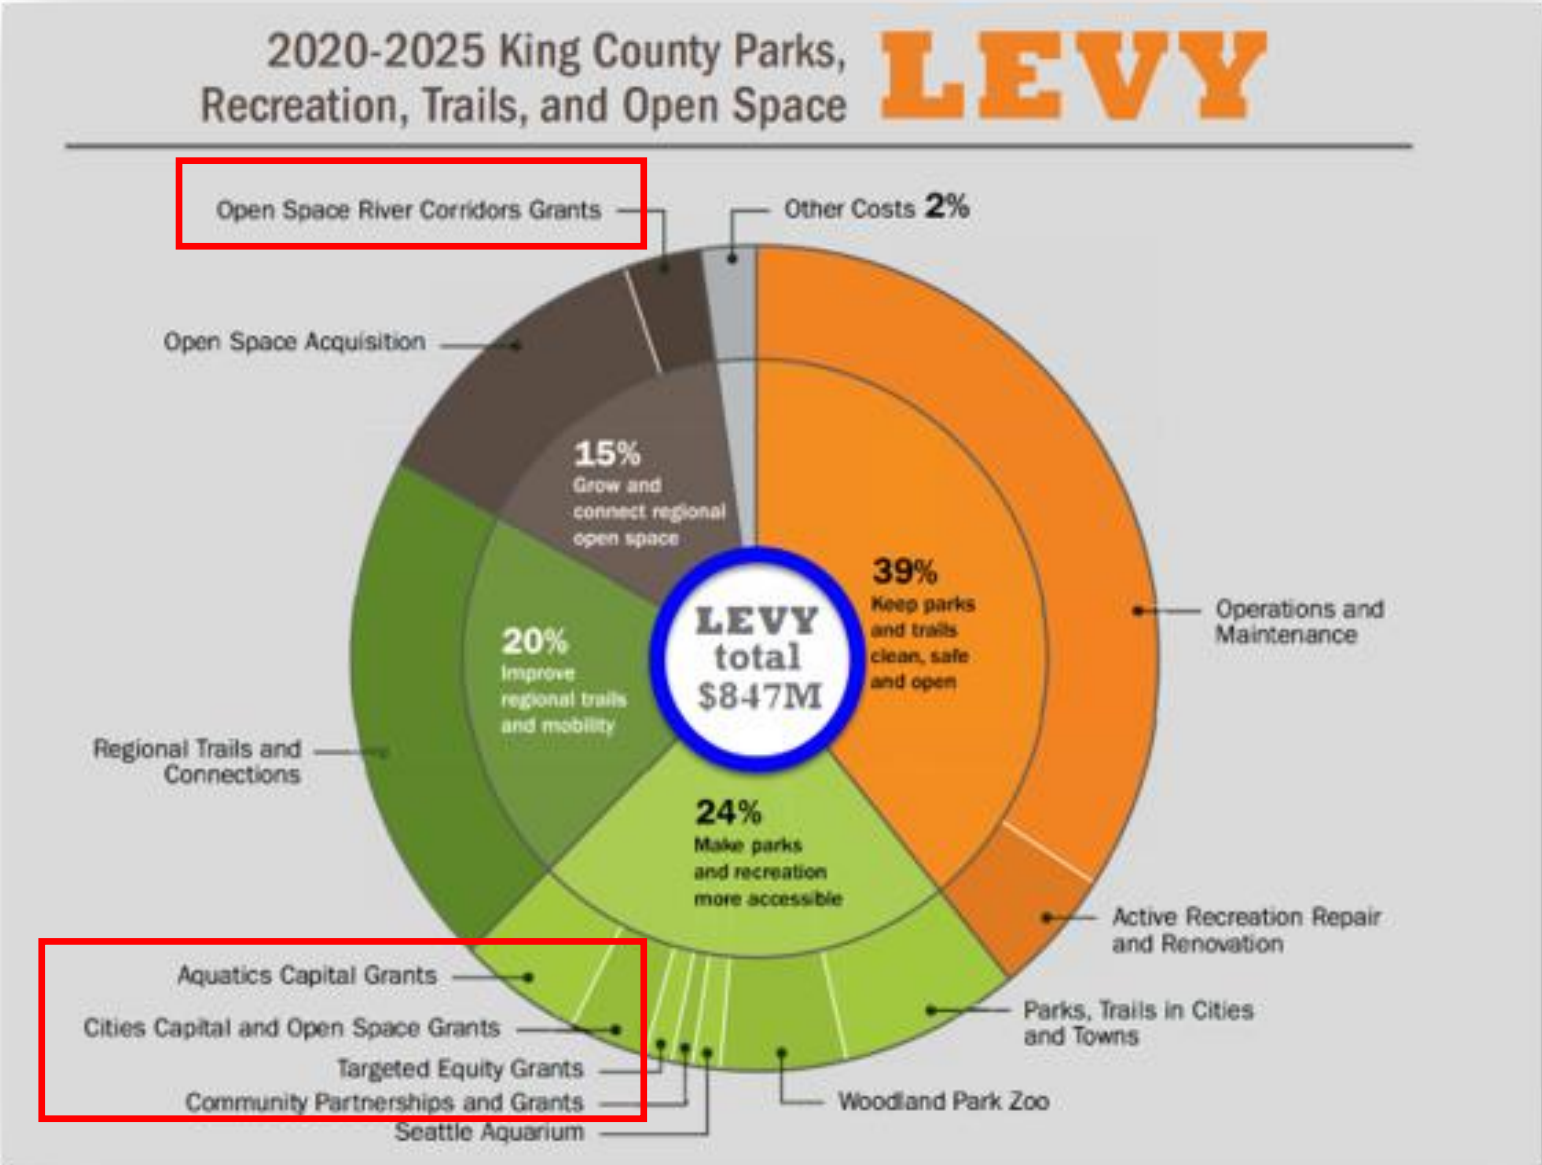 2020-2025 King County Parks,
Recreation, Trails, and Open Space
LEVY
Open Space River Corridors Grants
Other Costs 2%
Open Space Acquisition
15%
Grow and
connect regional
open space
39%
Keep parks
and trails
clean, safe
and open
LEVY
total
$847M
Operations and
Maintenance
20%
Improve
regional trails
and mobility
Regional Trails and
Connections
24%
Make parks
and recreation
more accessible
Active Recreation Repair
and Renovation
Aquatics Capital Grants
Cities Capital and Open Space Grants
Targeted Equity Grants
Community Partnerships and Grants
Seattle Aquarium
Parks, Trails in Cities
and Towns
Woodland Park Zoo